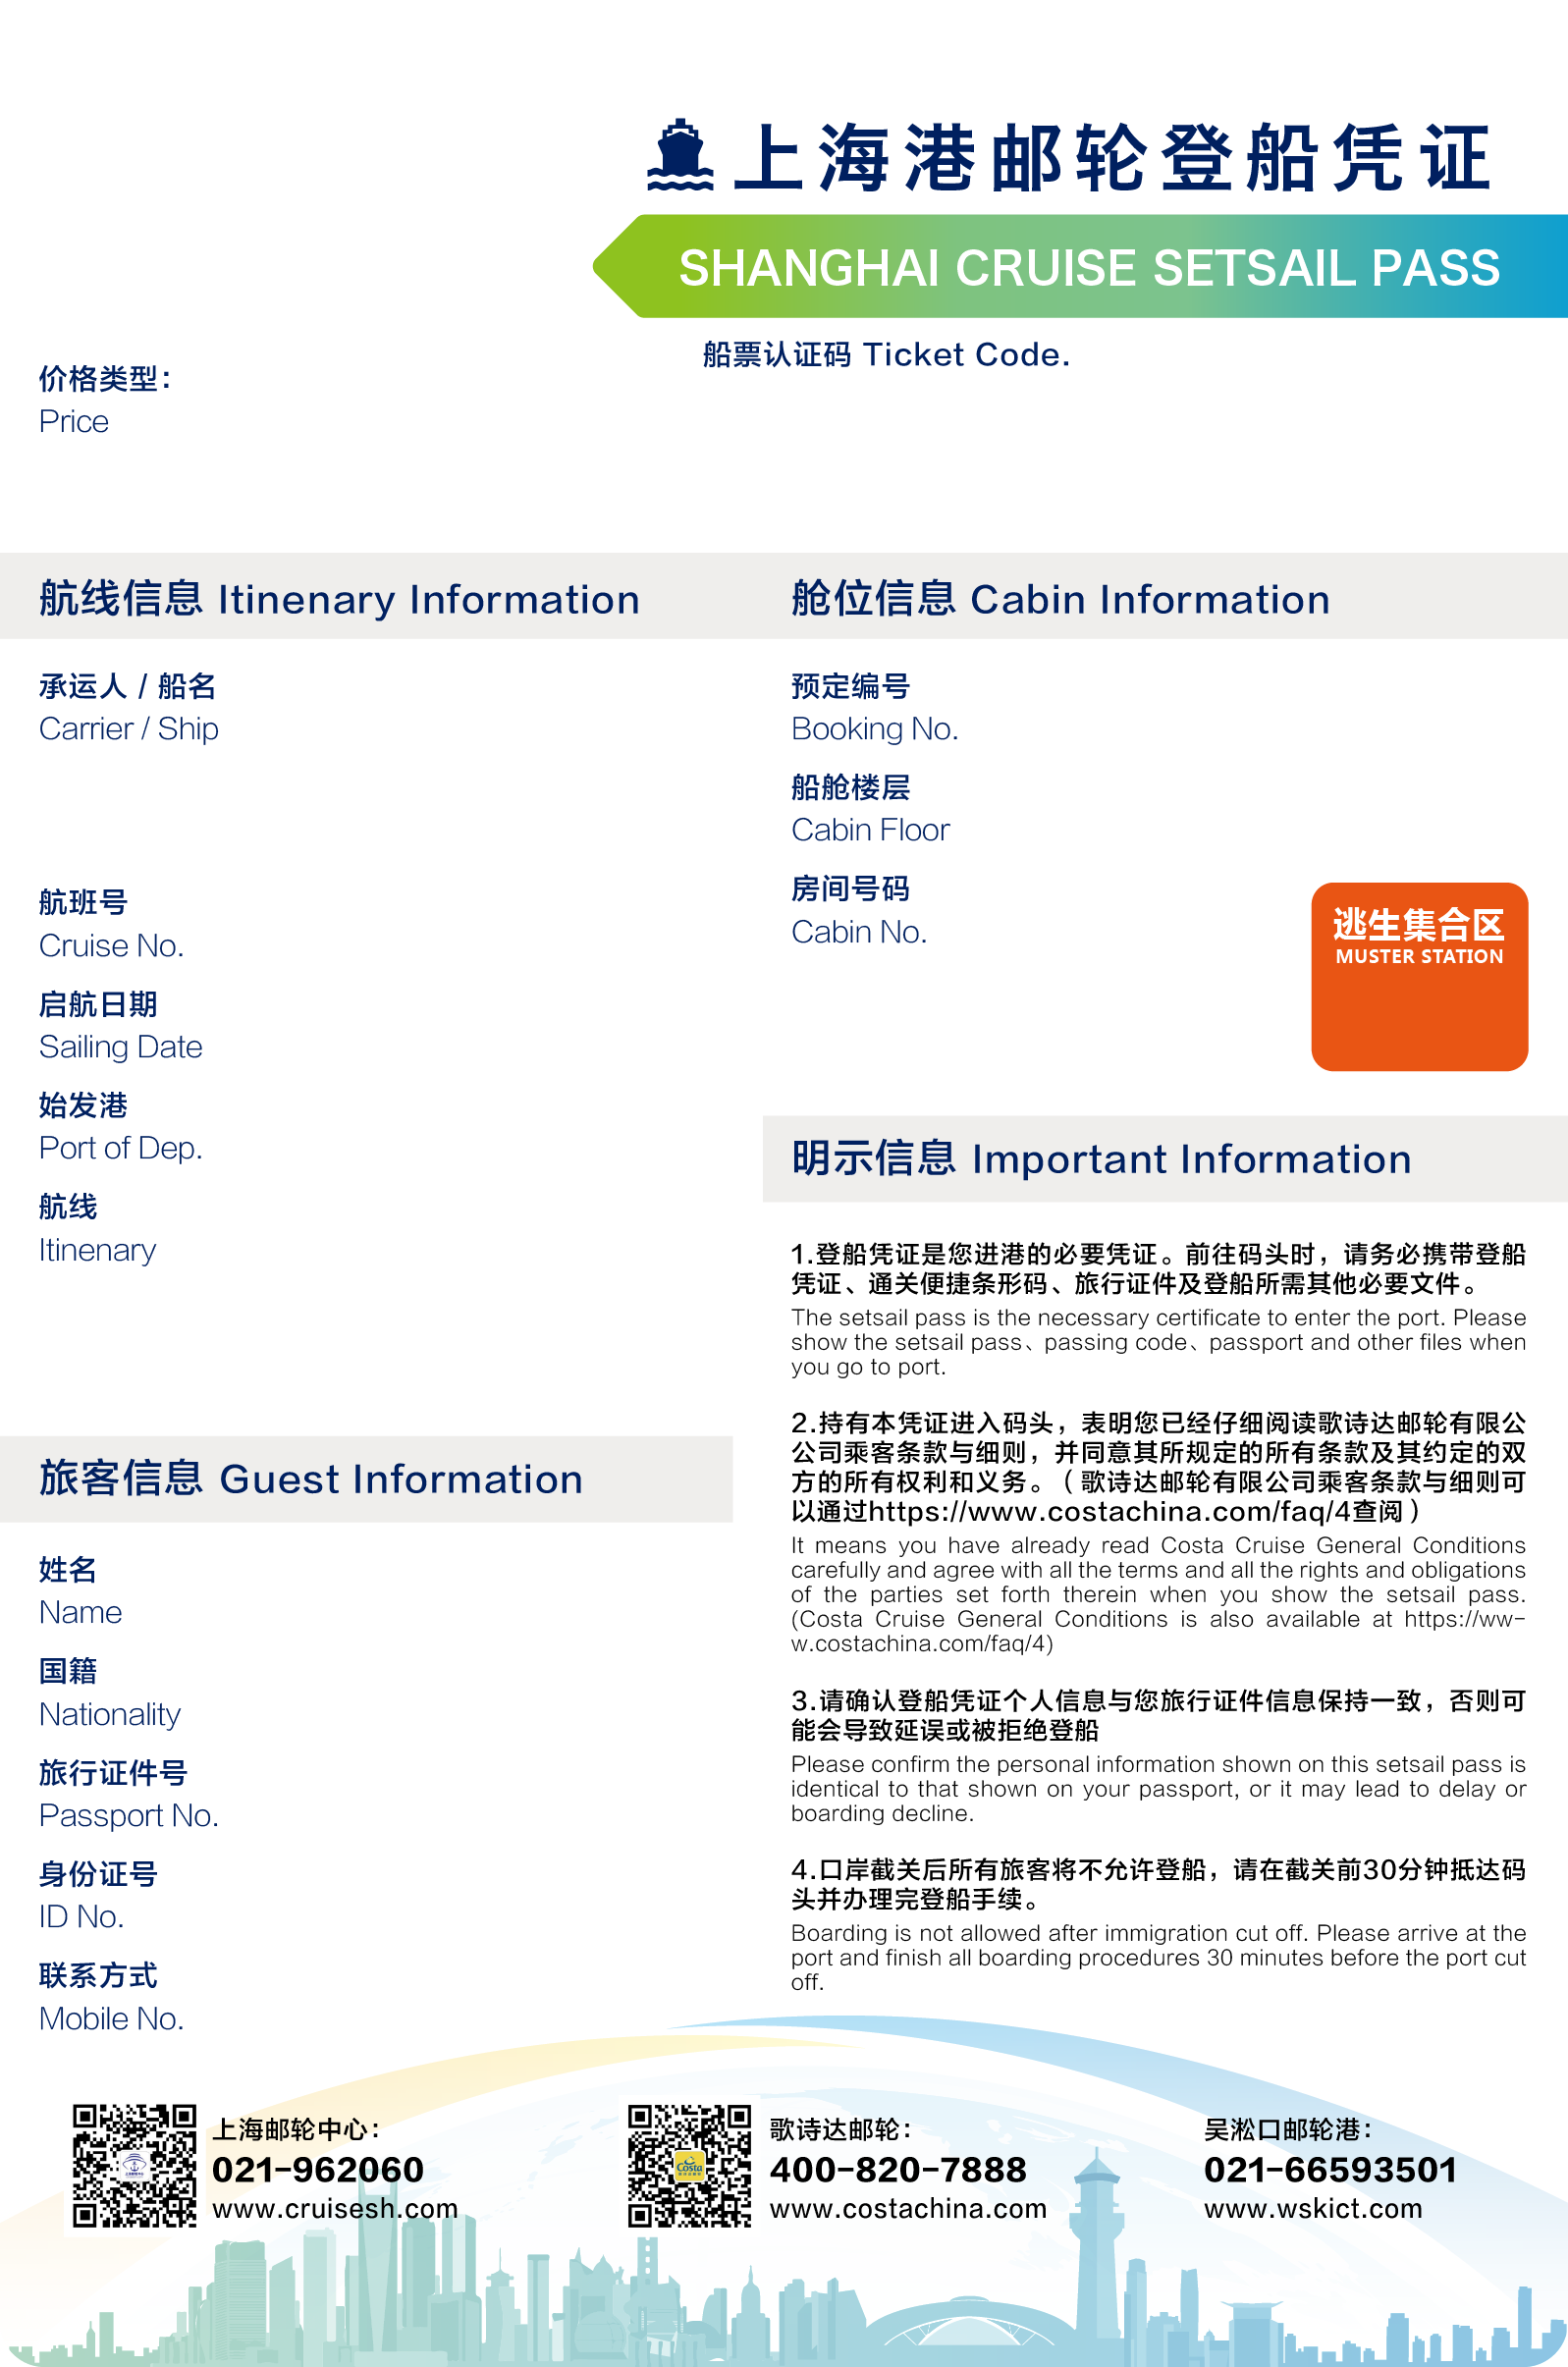 上海港邮轮登船凭证
SHANGHAI CRUISE SETSAIL PASS
船票认证码 Ticket Code.
价格类型：
Price
航线信息 Itinenary Information
承运人 / 船名
Carrier / Ship
航班号
Cruise No.
启航日期
Sailing Date
始发港
Port of Dep.
航线
Itinenary
舱位信息 Cabin Information
预定编号
Booking No.
船舱楼层
Cabin Floor
房间号码
Cabin No.
逃生集合区
MUSTER STATION
旅客信息 Guest Information
姓名
Name
国籍
Nationality
旅行证件号
Passport No.
身份证号
ID No.
联系方式
Mobile No.
明示信息 Important Information
1.登船凭证是您进港的必要凭证。前往码头时，请务必携带登船
凭证、通关便捷条形码、旅行证件及登船所需其他必要文件。
The setsail pass is the necessary certificate to enter the port. Please
show the setsail pass、passing code、passport and other files when
you go to port.
2.持有本凭证进入码头，表明您已经仔细阅读歌诗达邮轮有限公
公司乘客条款与细则，并同意其所规定的所有条款及其约定的双
方的所有权利和义务。（歌诗达邮轮有限公司乘客条款与细则可
以通过https://www.costachina.com/faq/4查阅）
It means you have already read Costa Cruise General Conditions
carefully and agree with all the terms and all the rights and obligations
of the parties set forth therein when you show the setsail pass.
(Costa Cruise General Conditions is also available at https://ww-
w.costachina.com/faq/4)
3.请确认登船凭证个人信息与您旅行证件信息保持一致，否则可
能会导致延误或被拒绝登船
Please confirm the personal information shown on this setsail pass is
identical to that shown on your passport, or it may lead to delay or
boarding decline.
4.口岸截关后所有旅客将不允许登船，请在截关前30分钟抵达码
头并办理完登船手续。
Boarding is not allowed after immigration cut off. Please arrive at the
port and finish all boarding procedures 30 minutes before the port cut
off.
上海邮轮中心：
021-962060
www.cruisesh.com
Costa
歌诗达邮轮：
400-820-7888
www.costachina.com
吴淞口邮轮港：
021-66593501
www.wskict.com